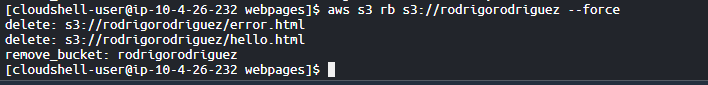 [cloudshell-user@ip-10-4-26-232 webpages]$ aws s3 rb s3://rodrigorodriguez --force
delete: s3://rodrigorodriguez/error.html
delete: s3://rodrigorodriguez/hello.html
remove_bucket: rodrigorodriguez
[cloudshell-user@ip-10-4-26-232 webpages]$